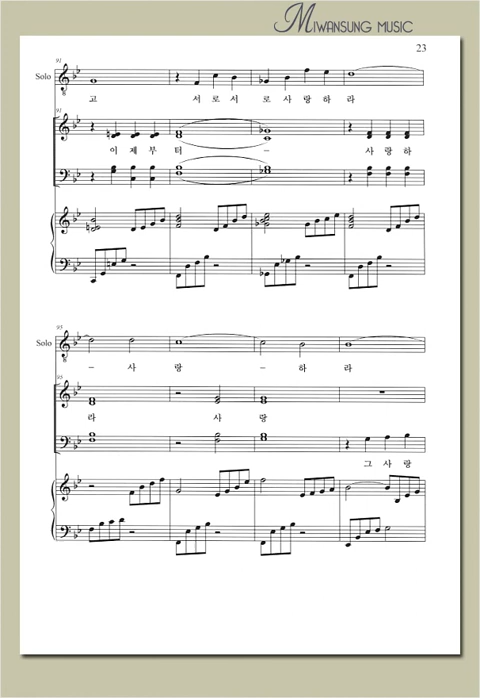 MIWANSUNG MUSIC
23
91
Solo
고 서로서 로사랑하 라
91
이제부 터 - 사랑하
95
Solo
- 사 랑 - 하 라
95
라 사 랑
그 사 랑